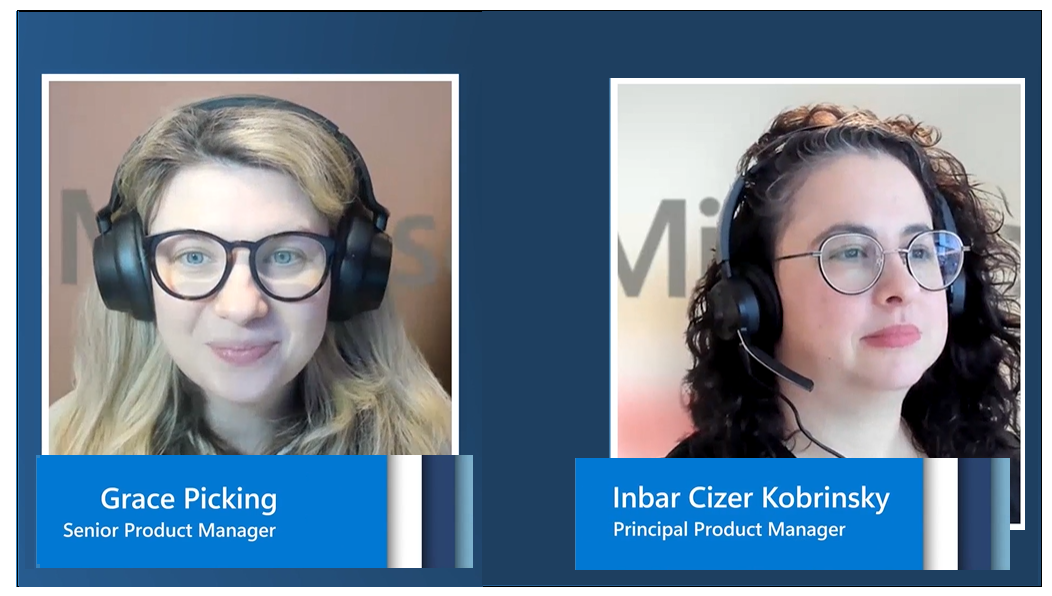 Grace Picking
Senior Product Manager
Inbar Cizer Kobrinsky
Principal Product Manager